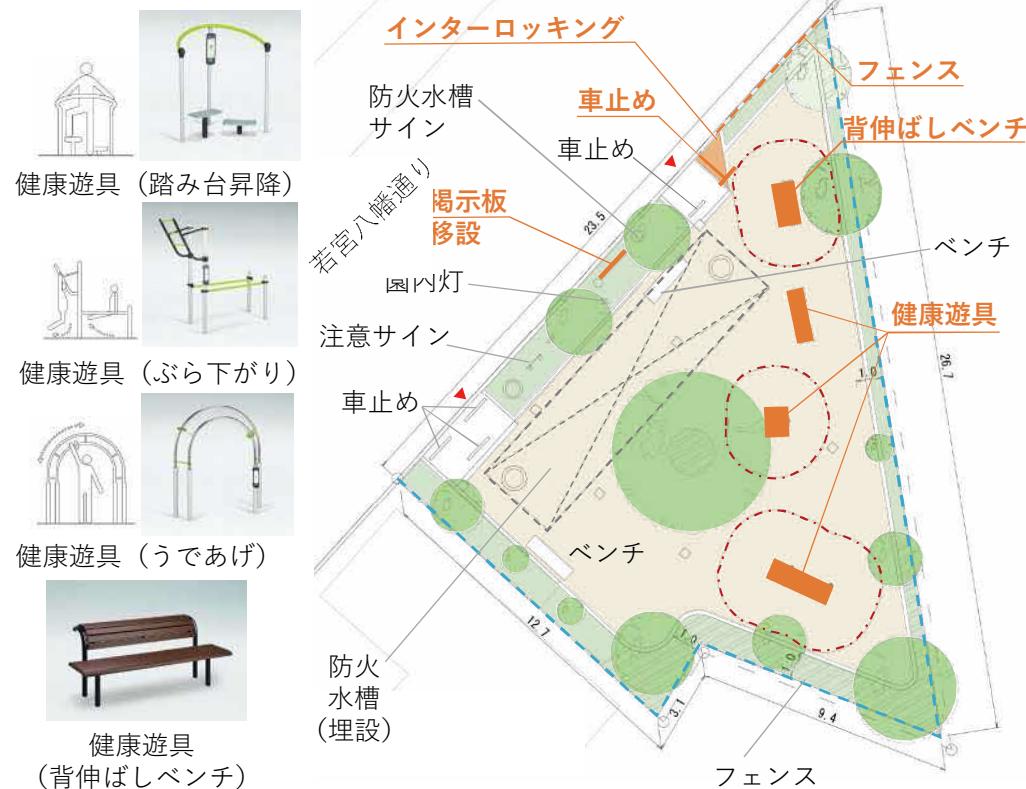 健康遊具（踏み台昇降）
健康遊具（ぶら下がり）
健康遊具（うであげ）
健康遊具
（背伸ばしベンチ）
インターロッキング
フェンス
防火水槽
サイン
車止め
背伸ばしベンチ
車止め
若宮八幡通り
23.5
掲示板
移設
ベンチ
園内灯
健康遊具
注意サイン
26.7
1.0
車止め
ベンチ
12.7
1.0
1.0
防火
水槽
（埋設）
3.1
9.4
フェンス